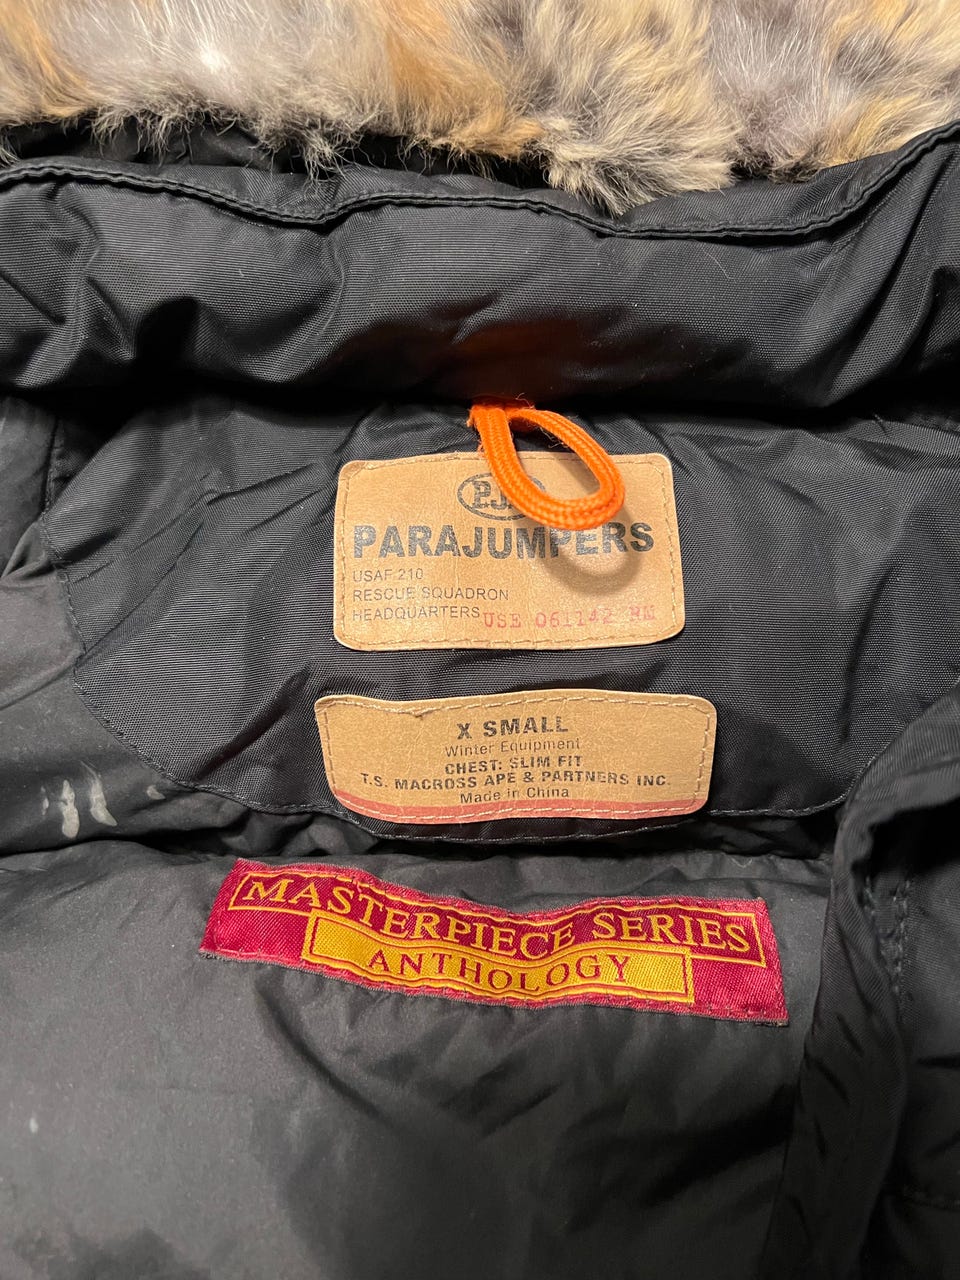 PARAJUMPERS
USAF 210
RESCUE SQUADRON
HEADQUARTERS USE 061142 RM
X SMALL
Winter Equipment
CHEST: SLIM FIT
T.S. MACROSS APE & PARTNERS INC.
Made in China
MASTERPIECE SERIES
ANTHOLOGY